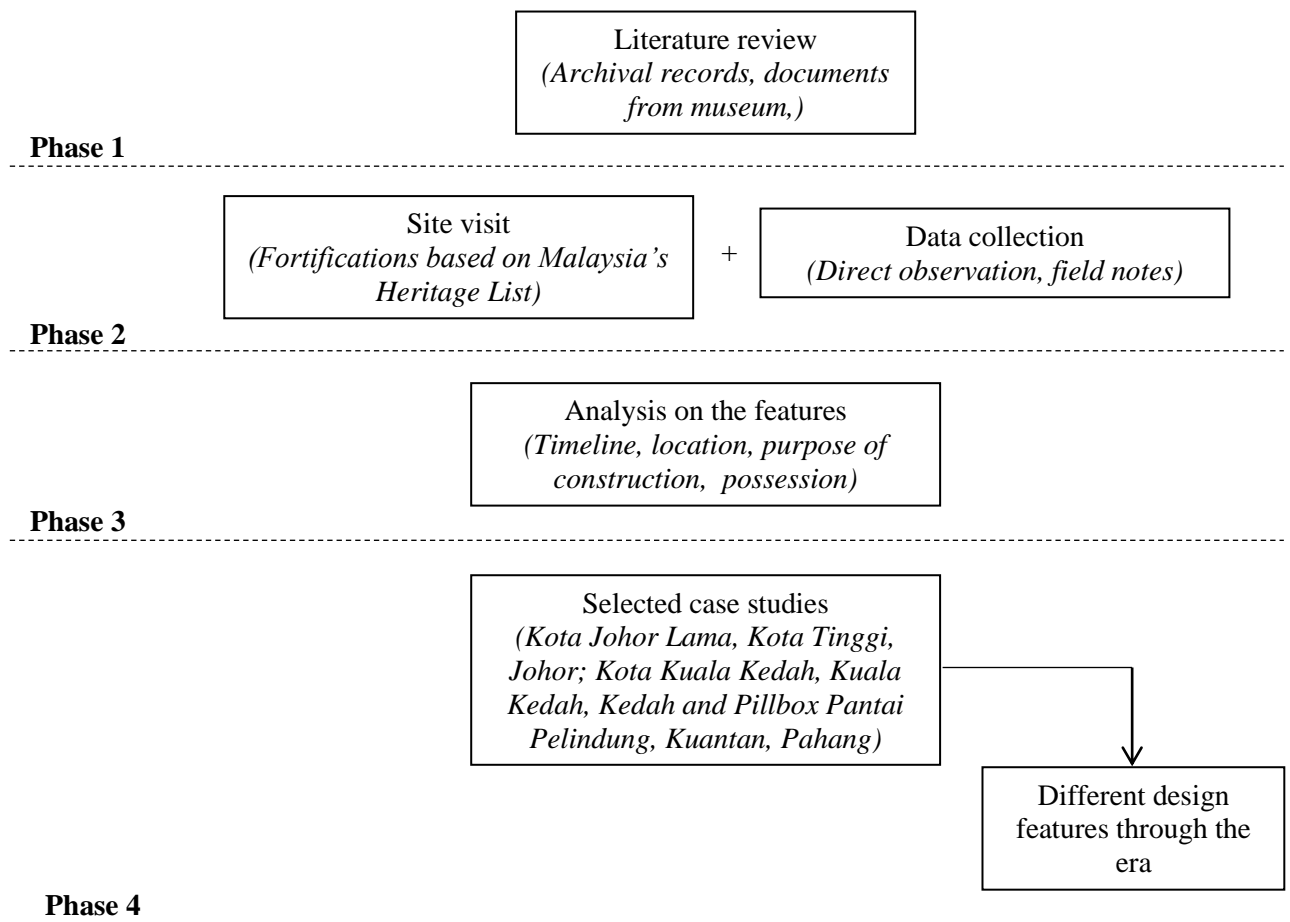 Literature review
(Archival records, documents
from museum,)
Phase 1
Site visit
(Fortifications based on Malaysia’s
Heritage List)
+
Data collection
(Direct observation, field notes)
Phase 2
Analysis on the features
(Timeline, location, purpose of
construction, possession)
Phase 3
Selected case studies
(Kota Johor Lama, Kota Tinggi,
Johor; Kota Kuala Kedah, Kuala
Kedah, Kedah and Pillbox Pantai
Pelindung, Kuantan, Pahang)
Different design
features through the
era
Phase 4